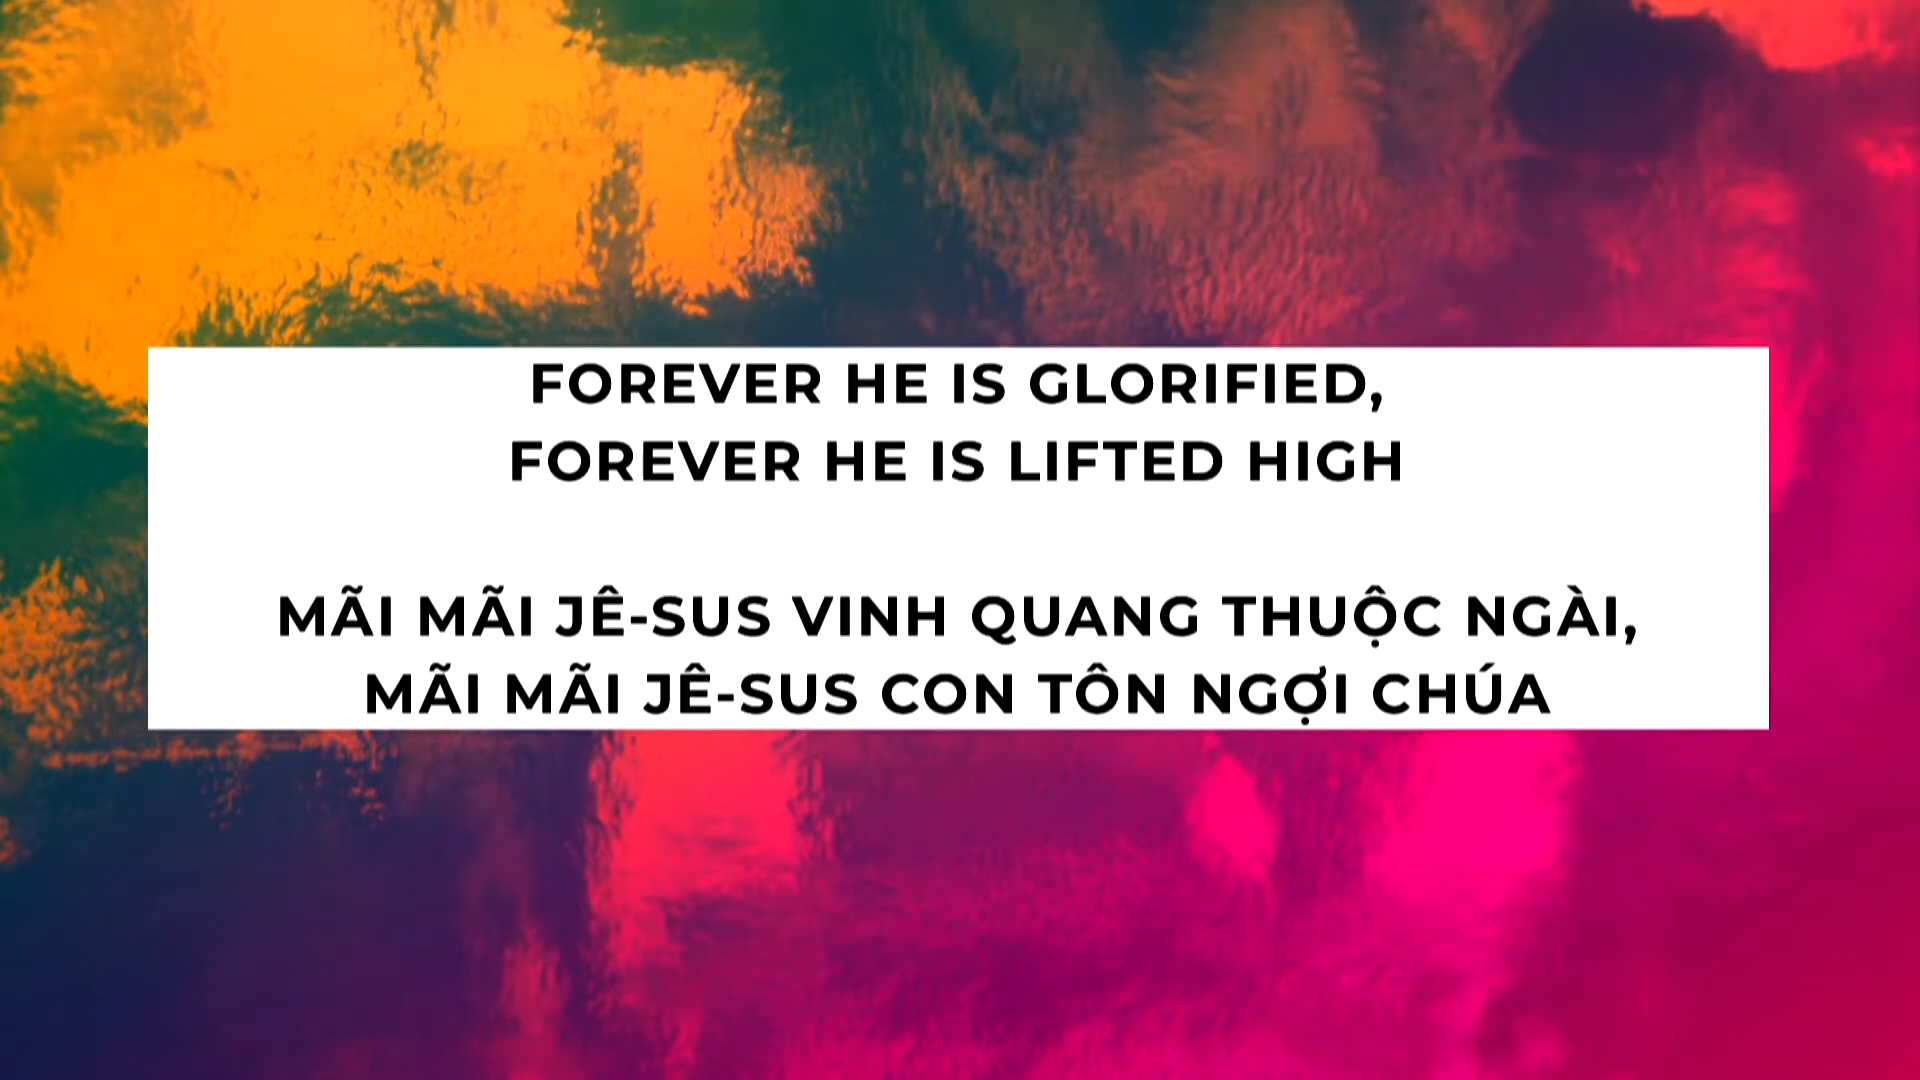 FOREVER HE IS GLORIFIED,
FOREVER HE IS LIFTED HIGH
MÃI MÃI JÊ-SUS VINH QUANG THUỘC NGÀI,
MÃI MÃI JÊ-SUS CON TÔN NGỢI CHÚA